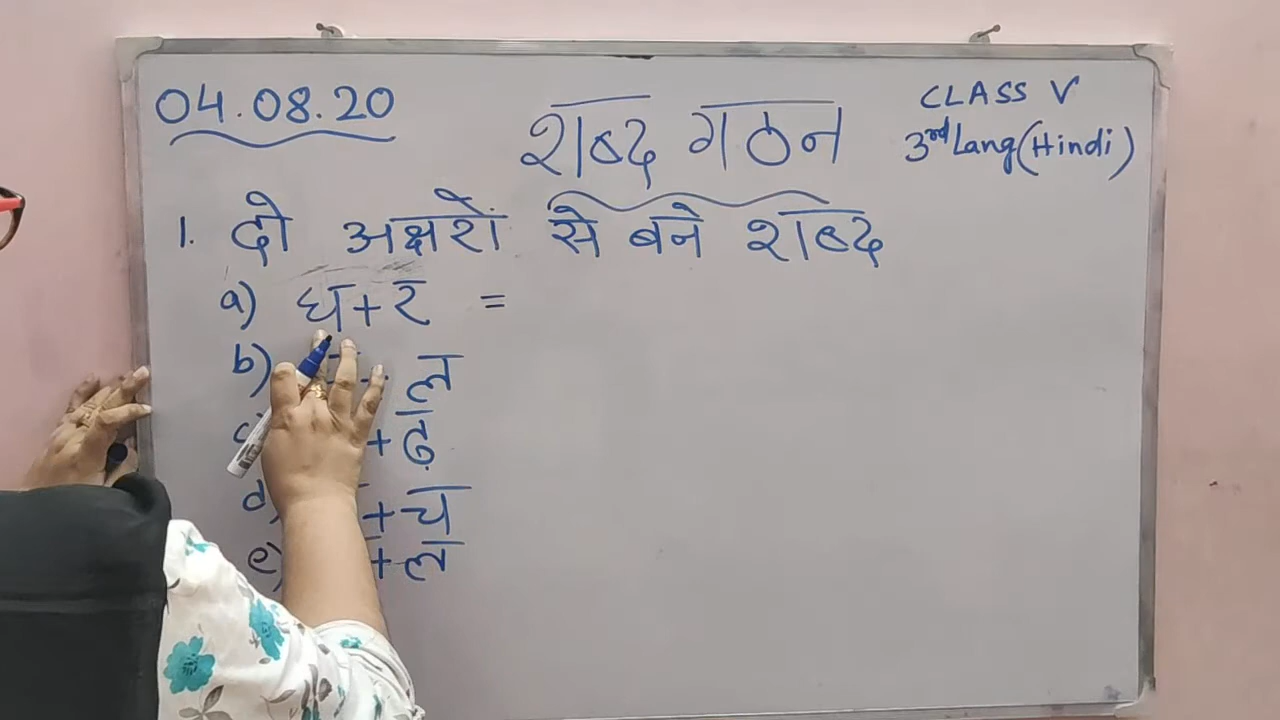 04.08.20
शब्द गठन
CLASS V
3rd Lang (Hindi)
1. दो अक्षरों से बने शब्द
a) घ + र =
b) ल
c) + ढ़
d) + च
e) + ल